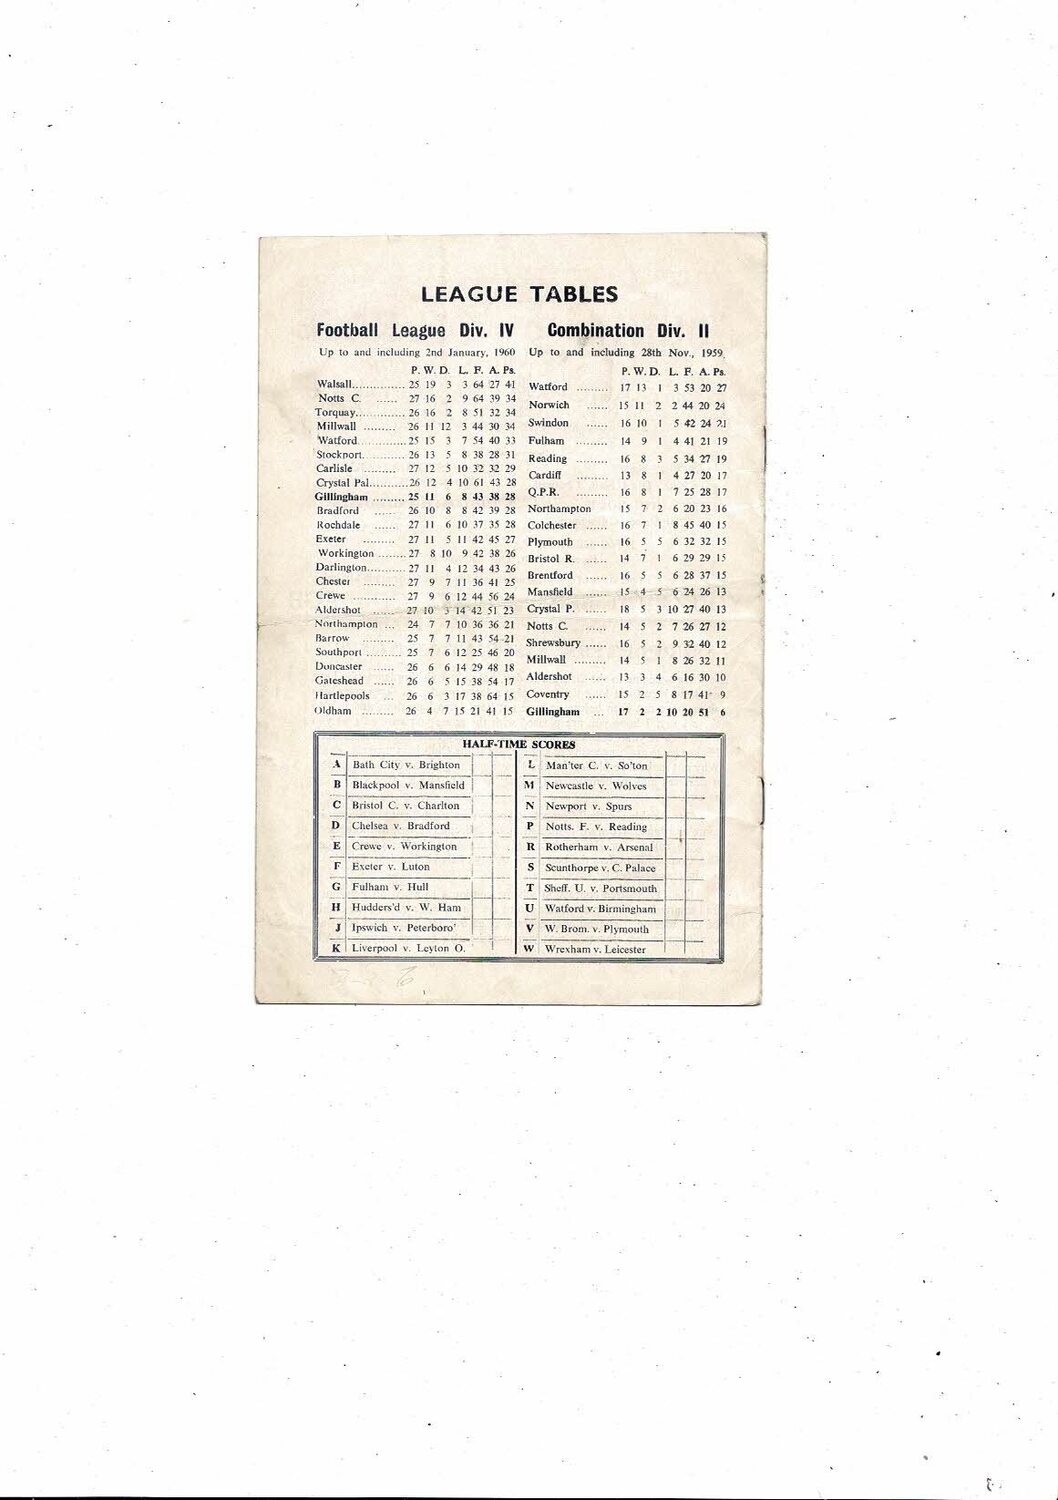 LEAGUE TABLES
Football League Div. IV
Up to and including 2nd January, 1960
P. W. D. L. F. A. Ps.
Walsall............... 25 19 3 3 64 27 41
Notts C. ...... 27 16 2 9 64 39 34
Torquay.............. 26 16 2 8 51 32 34
Millwall ......... 26 11 12 3 44 30 34
Watford............. 25 15 3 7 54 40 33
Stockport............ 26 13 5 8 38 28 31
Carlisle ......... 27 12 5 10 32 32 29
Crystal Pal........... 26 12 4 10 61 43 28
Gillingham ......... 25 11 6 8 43 38 28
Bradford ...... 26 10 8 8 42 39 28
Rochdale ...... 27 11 6 10 37 35 28
Exeter ......... 27 11 5 11 42 45 27
Workington ........ 27 8 10 9 42 38 26
Darlington........... 27 11 4 12 34 43 26
Chester ......... 27 9 7 11 36 41 25
Crewe ............ 27 9 6 12 44 56 24
Aldershot ...... 27 10 3 14 42 51 23
Northampton ... 24 7 7 10 36 36 21
Barrow ......... 25 7 7 11 43 54 21
Southport .......... 25 7 6 12 25 46 20
Doncaster ...... 26 6 6 14 29 48 18
Gateshead ...... 26 6 5 15 38 54 17
Hartlepools ... 26 6 3 17 38 64 15
Oldham ......... 26 4 7 15 21 41 15
Combination Div. II
Up to and including 28th Nov., 1959.
P. W. D. L. F. A. Ps.
Watford ......... 17 13 1 3 53 20 27
Norwich ...... 15 11 2 2 44 20 24
Swindon ...... 16 10 1 5 42 24 21
Fulham ......... 14 9 1 4 41 21 19
Reading ......... 16 8 3 5 34 27 19
Cardiff ......... 13 8 1 4 27 20 17
Q.P.R. ......... 16 8 1 7 25 28 17
Northampton 15 7 2 6 20 23 16
Colchester ...... 16 7 1 8 45 40 15
Plymouth ...... 16 5 5 6 32 32 15
Bristol R. ...... 14 7 1 6 29 29 15
Brentford ...... 16 5 5 6 28 37 15
Mansfield ...... 15 4 5 6 24 26 13
Crystal P. ...... 18 5 3 10 27 40 13
Notts C. ...... 14 5 2 7 26 27 12
Shrewsbury ...... 16 5 2 9 32 40 12
Millwall ......... 14 5 1 8 26 32 11
Aldershot ...... 13 3 4 6 16 30 10
Coventry ...... 15 2 5 8 17 41 9
Gillingham ... 17 2 2 10 20 51 6
HALF-TIME SCORES
A Bath City v. Brighton
B Blackpool v. Mansfield
C Bristol C. v. Charlton
D Chelsea v. Bradford
E Crewe v. Workington
F Exeter v. Luton
G Fulham v. Hull
H Hudders'd v. W. Ham
J Ipswich v. Peterboro'
K Liverpool v. Leyton O.
L Man'ter C. v. So'ton
M Newcastle v. Wolves
N Newport v. Spurs
P Notts. F. v. Reading
R Rotherham v. Arsenal
S Scunthorpe v. C. Palace
T Sheff. U. v. Portsmouth
U Watford v. Birmingham
V W. Brom. v. Plymouth
W Wrexham v. Leicester